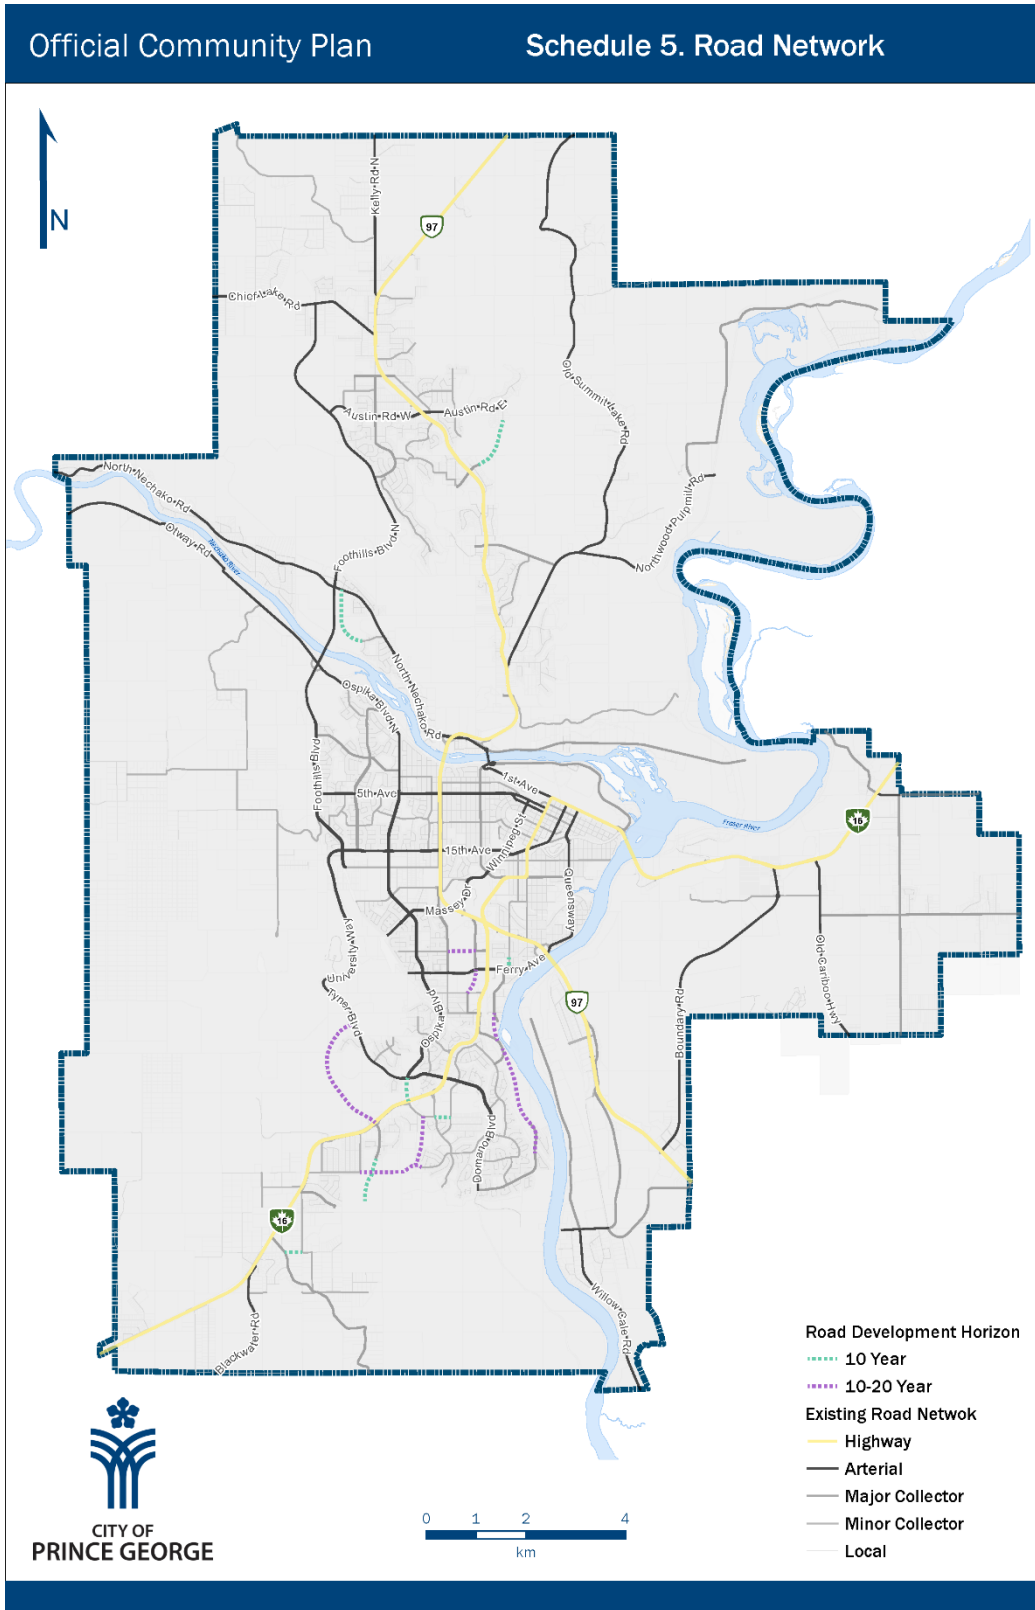 Official Community Plan
Schedule 5. Road Network
N
Kelly Rd N
97
Chief Lake Rd
Old Summit Lake Rd
Austin Rd W
Austin Rd E
North Nechako Rd
Otway Rd
Nechako River
Foothills Blvd N
Northwood Pulpmill Rd
North Nechako Rd
Ospika Blvd N
Foothills Blvd
5th Ave
1st Ave
Winnipeg St
15th Ave
Massey Dr
Queensway
Fraser River
16
University Way
Ferry Ave
Tyner Blvd
Ospika Blvd
97
Boundary Rd
Old Cariboo Hwy
Domano Blvd
16
Blackwater Rd
Willow Cale Rd
Road Development Horizon
10 Year
10-20 Year
Existing Road Netwok
Highway
Arterial
Major Collector
Minor Collector
Local
CITY OF
PRINCE GEORGE
0 1 2 4
km